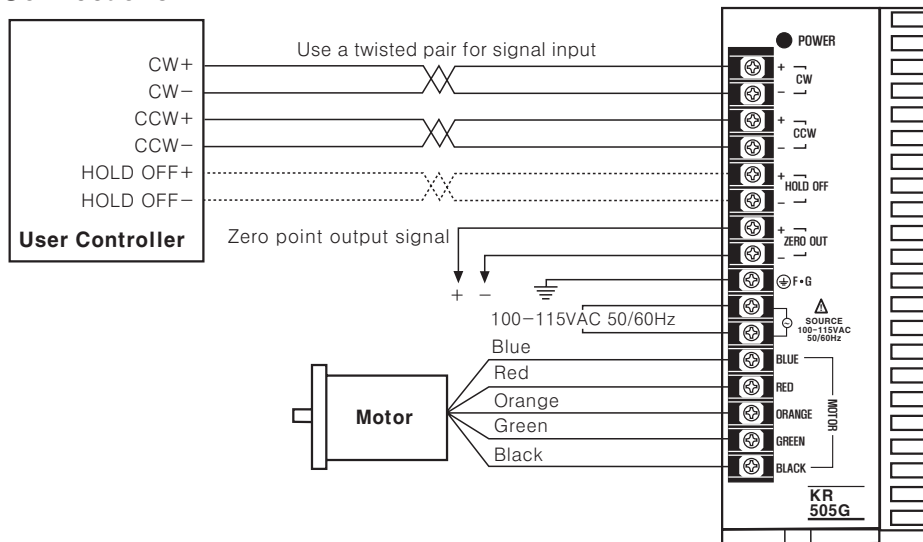 Use a twisted pair for signal input
CW+
CW−
CCW+
CCW−
HOLD OFF+
HOLD OFF−
User Controller
Zero point output signal
+ −
100−115VAC 50/60Hz
Blue
Red
Orange
Green
Black
Motor
POWER
+
CW
−
+
CCW
−
+
HOLD OFF
−
+
ZERO OUT
−
F•G
SOURCE
100-115VAC
50/60Hz
BLUE
RED
ORANGE
GREEN
BLACK
MOTOR
KR
505G